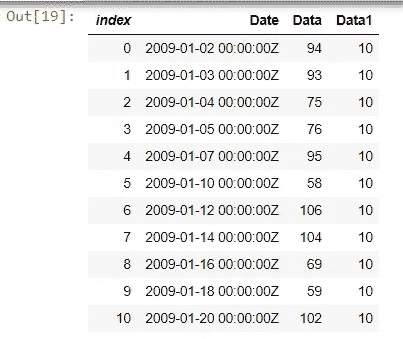 Out[19]:
index Date Data Data1
0 2009-01-02 00:00:00Z 94 10
1 2009-01-03 00:00:00Z 93 10
2 2009-01-04 00:00:00Z 75 10
3 2009-01-05 00:00:00Z 76 10
4 2009-01-07 00:00:00Z 95 10
5 2009-01-10 00:00:00Z 58 10
6 2009-01-12 00:00:00Z 106 10
7 2009-01-14 00:00:00Z 104 10
8 2009-01-16 00:00:00Z 69 10
9 2009-01-18 00:00:00Z 59 10
10 2009-01-20 00:00:00Z 102 10